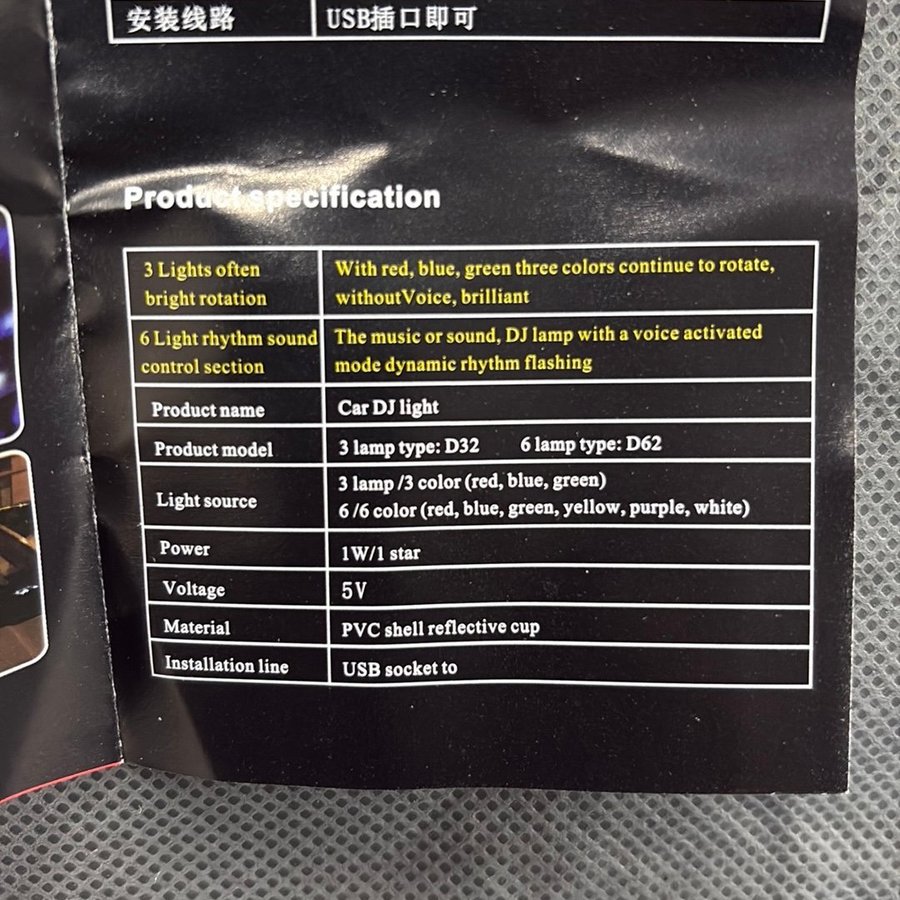 安装线路 USB插口即可
Product specification
3 Lights often
bright rotation
With red, blue, green three colors continue to rotate,
withoutVoice, brilliant
6 Light rhythm sound
control section
The music or sound, DJ lamp with a voice activated
mode dynamic rhythm flashing
Product name Car DJ light
Product model 3 lamp type: D32 6 lamp type: D62
Light source
3 lamp /3 color (red, blue, green)
6 /6 color (red, blue, green, yellow, purple, white)
Power 1W/1 star
Voltage 5V
Material PVC shell reflective cup
Installation line USB socket to